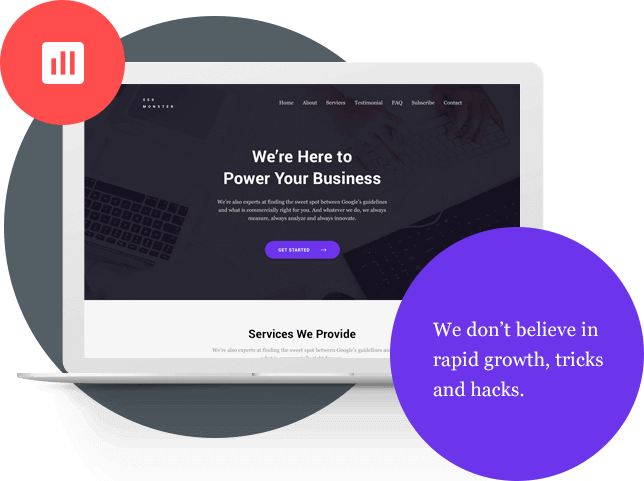 SEO
MONSTER
Home About Services Testimonial FAQ Subscribe Contact
We're Here to
Power Your Business
We're also experts at finding the sweet spot between Google's guidelines
and what is commercially right for you. And whatever we do, we always
measure, always analyze and always innovate.
GET STARTED
Services We Provide
We're also experts at finding the sweet spot between Google's guidelines
We don't believe in
rapid growth, tricks
and hacks.